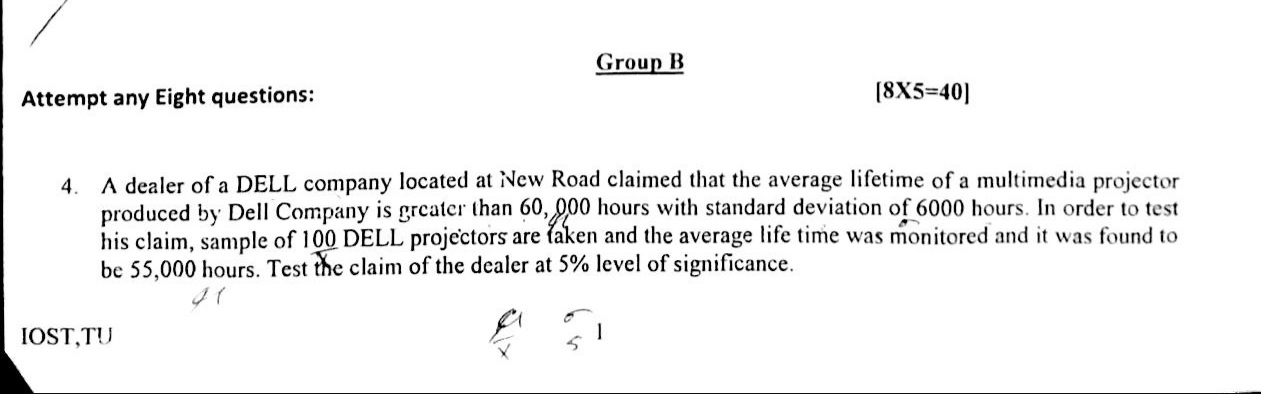 Group B
Attempt any Eight questions:
[8X5=40]
4. A dealer of a DELL company located at New Road claimed that the average lifetime of a multimedia projector
produced by Dell Company is greater than 60,000 hours with standard deviation of 6000 hours. In order to test
his claim, sample of 100 DELL projectors are taken and the average life time was monitored and it was found to
be 55,000 hours. Test the claim of the dealer at 5% level of significance.
IOST,TU
1